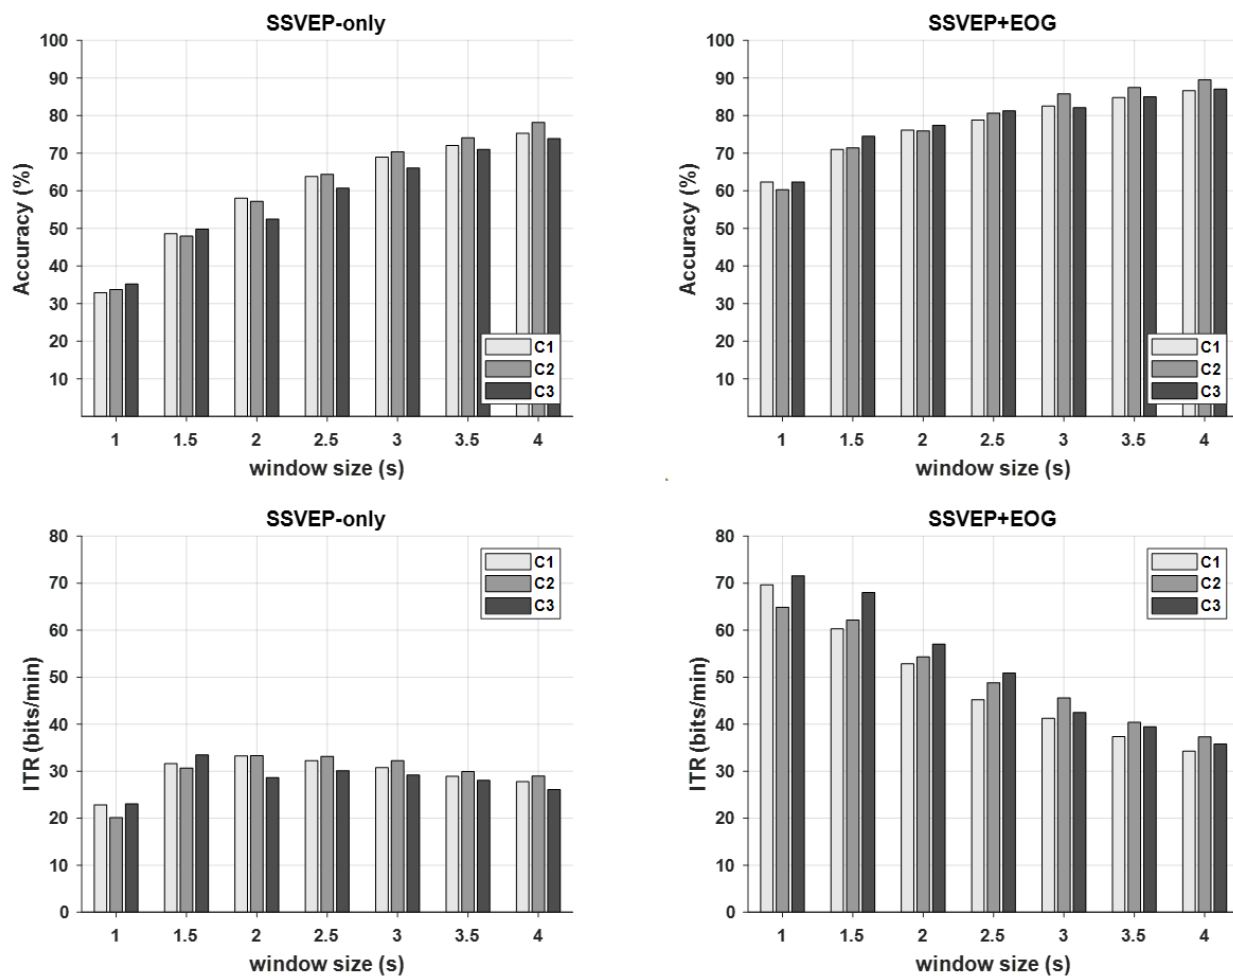 SSVEP-only
Accuracy (%)
100
90
80
70
60
50
40
30
20
10
C1
C2
C3
1 1.5 2 2.5 3 3.5 4
window size (s)
SSVEP+EOG
Accuracy (%)
100
90
80
70
60
50
40
30
20
10
C1
C2
C3
1 1.5 2 2.5 3 3.5 4
window size (s)
SSVEP-only
ITR (bits/min)
80
70
60
50
40
30
20
10
0
C1
C2
C3
1 1.5 2 2.5 3 3.5 4
window size (s)
SSVEP+EOG
ITR (bits/min)
80
70
60
50
40
30
20
10
0
C1
C2
C3
1 1.5 2 2.5 3 3.5 4
window size (s)